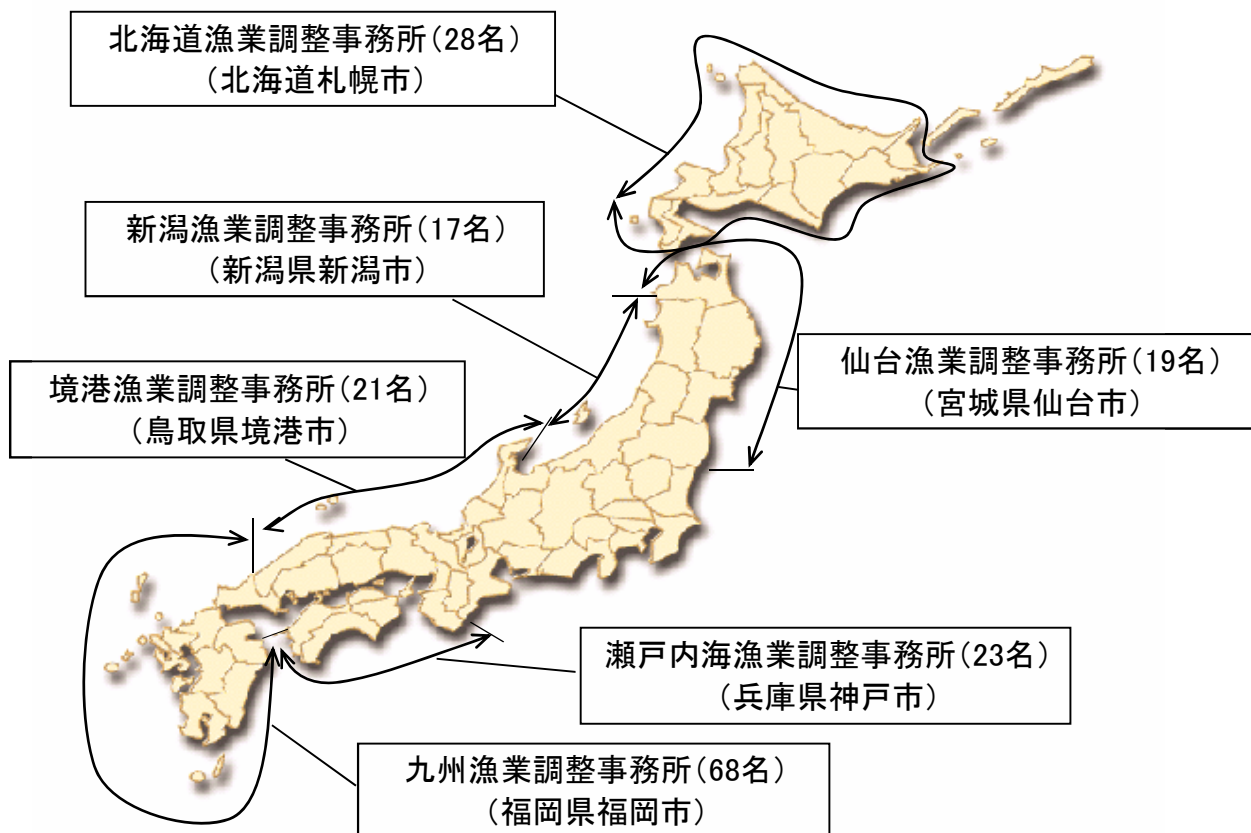 北海道漁業調整事務所(28名)
(北海道札幌市)
新潟漁業調整事務所(17名)
(新潟県新潟市)
境港漁業調整事務所(21名)
(鳥取県境港市)
仙台漁業調整事務所(19名)
(宮城県仙台市)
瀬戸内海漁業調整事務所(23名)
(兵庫県神戸市)
九州漁業調整事務所(68名)
(福岡県福岡市)